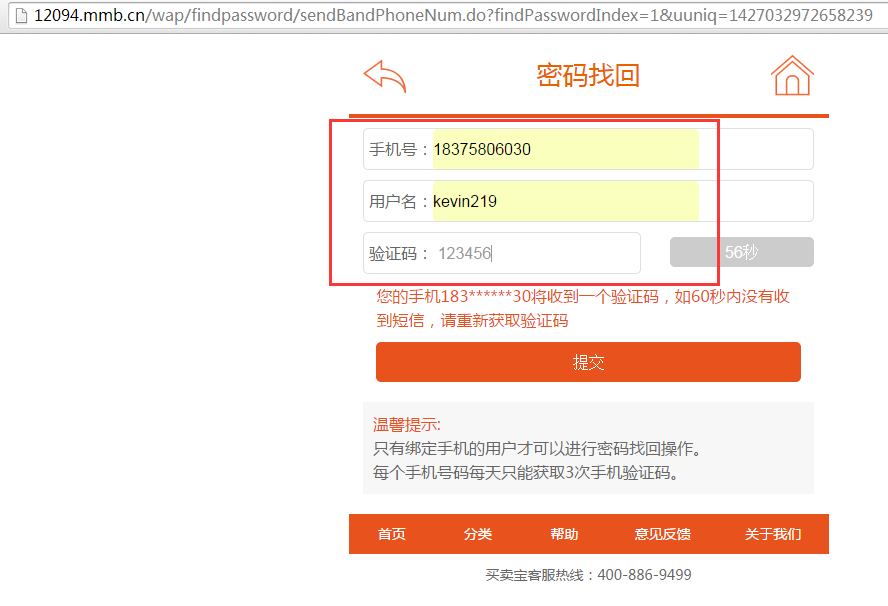 12094.mmb.cn/wap/findpassword/sendBandPhoneNum.do?findPasswordIndex=1&uuniq=1427032972658239
密码找回
手机号：18375806030
用户名：kevin219
验证码： 123456 56秒
您的手机183******30将收到一个验证码，如60秒内没有收
到短信，请重新获取验证码
提交
温馨提示:
只有绑定手机的用户才可以进行密码找回操作。
每个手机号码每天只能获取3次手机验证码。
首页 分类 帮助 意见反馈 关于我们
买卖宝客服热线：400-886-9499